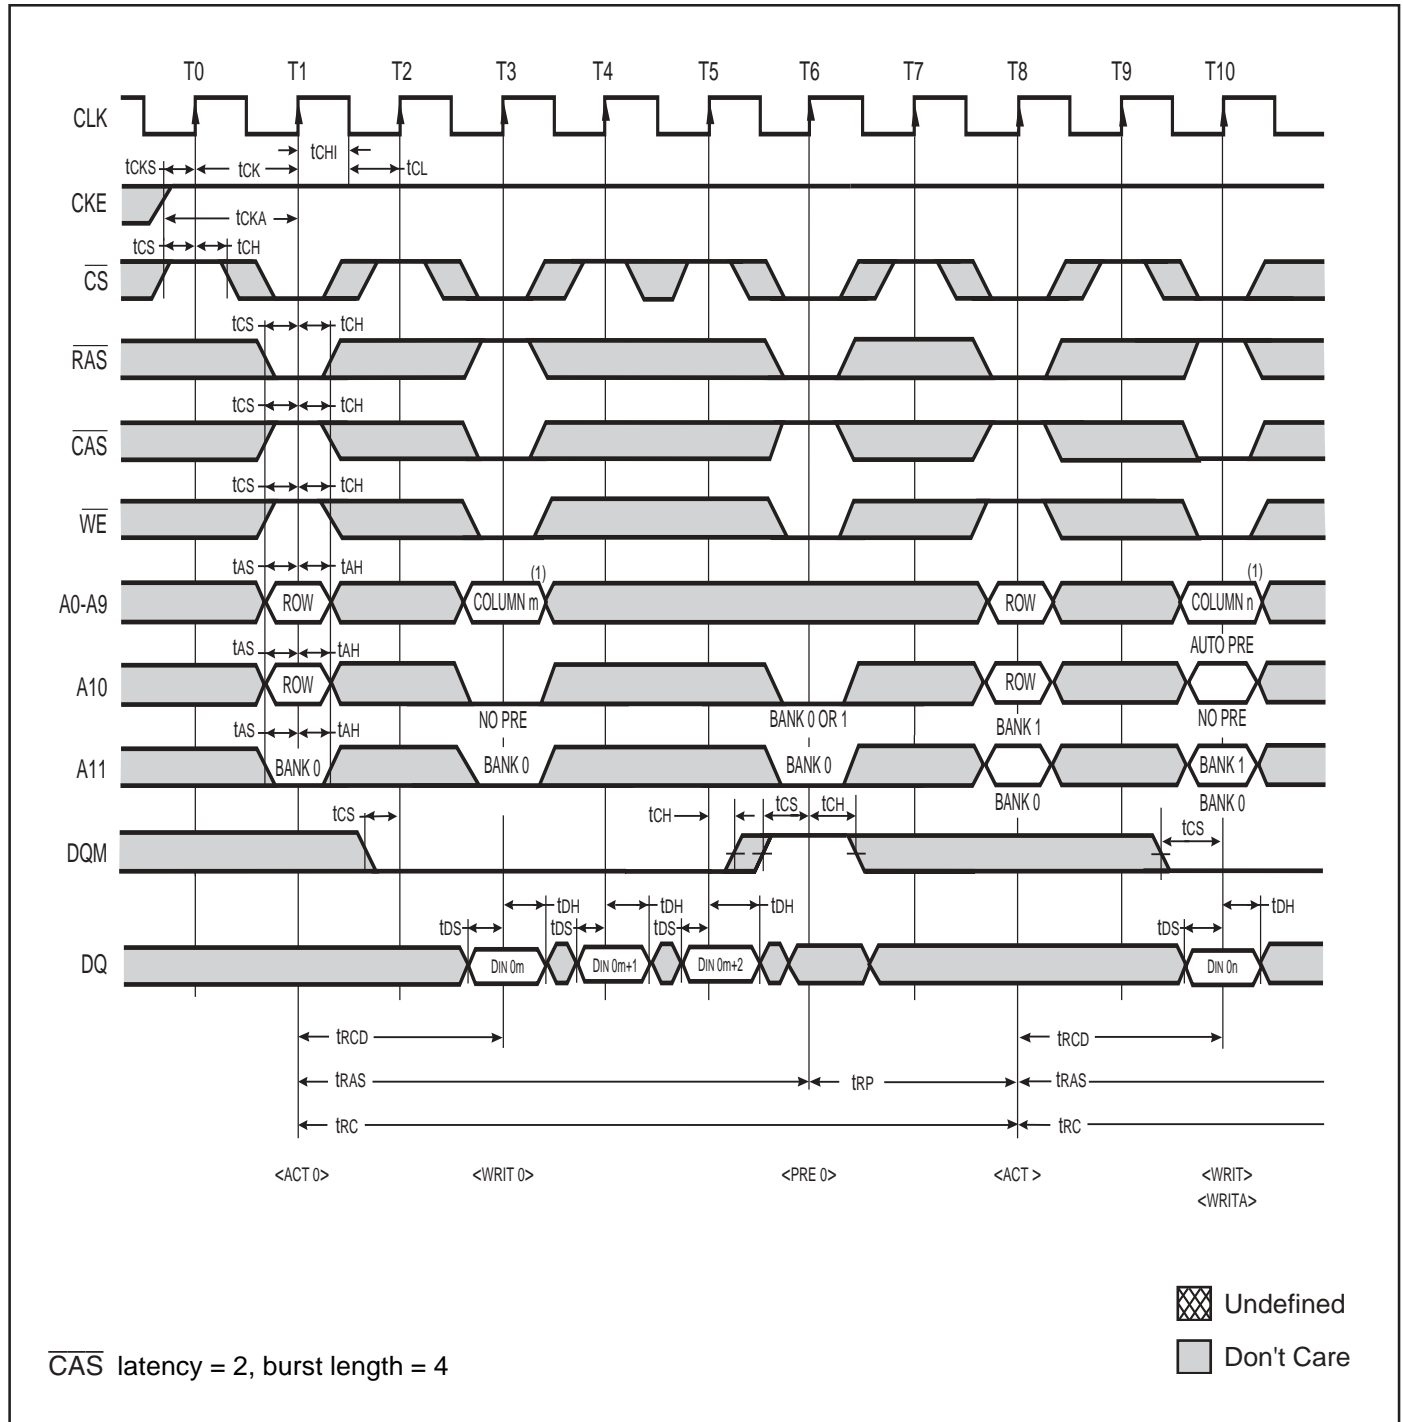 T0 T1 T2 T3 T4 T5 T6 T7 T8 T9 T10
CLK
tCHI
tCKS tCK tCL
CKE
tCKA
tCS tCH
CS
tCS tCH
RAS
tCS tCH
CAS
tCS tCH
WE
tAS tAH
(1) (1)
A0-A9 ROW COLUMN m ROW COLUMN n
tAS tAH AUTO PRE
A10 ROW ROW
NO PRE BANK 0 OR 1 BANK 1 NO PRE
tAS tAH
A11 BANK 0 BANK 0 BANK 0 BANK 1
BANK 0 BANK 0
tCS tCH tCS tCH tCS
DQM
tDH tDH tDH tDH
tDS tDS tDS tDS
DQ DIN 0m DIN 0m+1 DIN 0m+2 DIN 0n
tRCD tRCD
tRAS tRP tRAS
tRC tRC
<ACT 0> <WRIT 0> <PRE 0> <ACT > <WRIT>
<WRITA>
Undefined
Don't Care
CAS latency = 2, burst length = 4